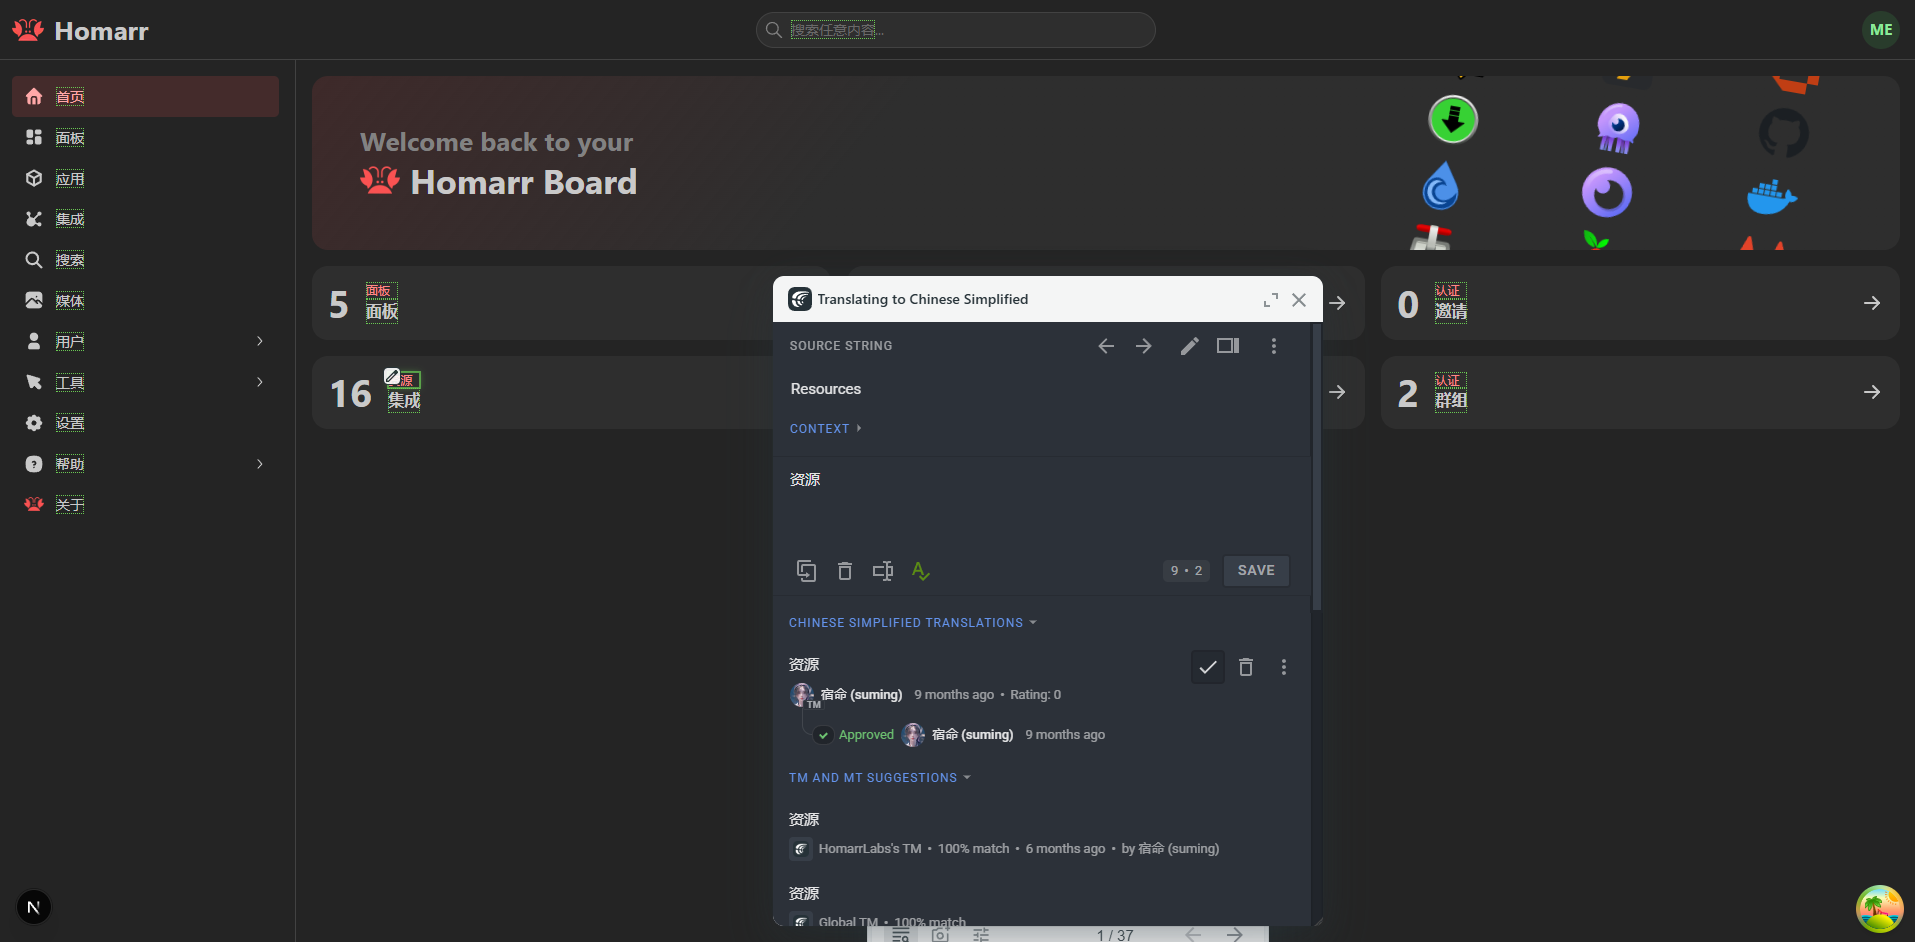 Homarr
搜索任意内容...
ME
首页
面板
应用
集成
搜索
媒体
用户
工具
设置
帮助
关于
Welcome back to your
Homarr Board
5
面板
面板
0
认证
邀请
16
源
集成
2
认证
群组
Translating to Chinese Simplified
SOURCE STRING
Resources
CONTEXT
资源
9 • 2
SAVE
CHINESE SIMPLIFIED TRANSLATIONS
资源
TM
宿命 (suming) 9 months ago • Rating: 0
Approved 宿命 (suming) 9 months ago
TM AND MT SUGGESTIONS
资源
HomarrLabs's TM • 100% match • 6 months ago • by 宿命 (suming)
资源
Global TM • 100% match
1 / 37
N